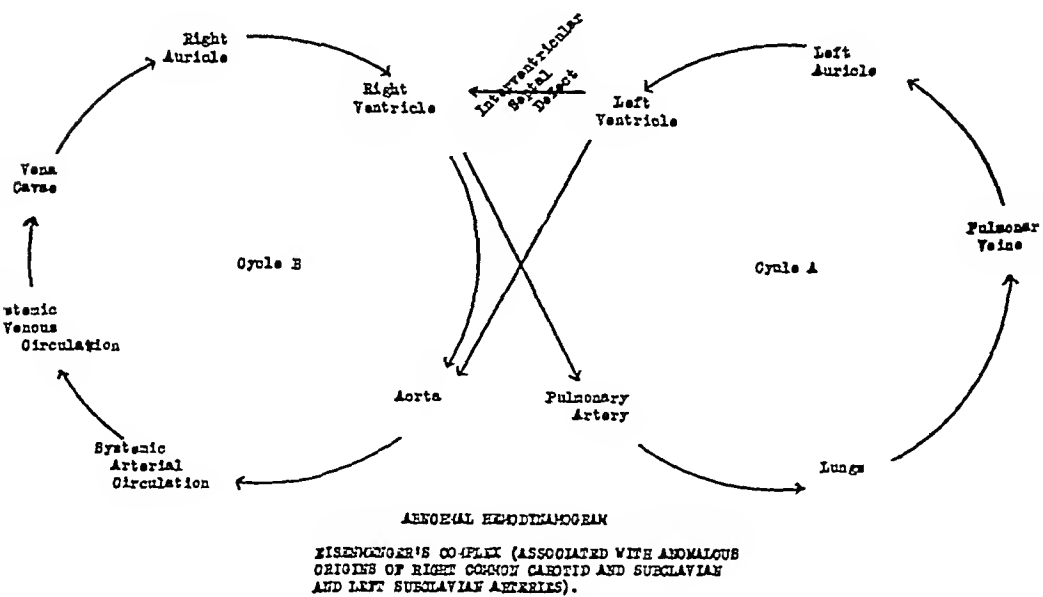 Right
Auricle
Right
Ventricle
Interventricular
Septal
Defect
Left
Ventricle
Left
Auricle
Vena
Cavae
Pulmonar
Veins
Cycle B
Cycle A
stemic
Venous
Circulation
Aorta
Pulmonary
Artery
Systemic
Arterial
Circulation
Lungs
ABNORMAL HEMODYNAMOGRAM
EISENMENGER'S COMPLEX (ASSOCIATED WITH ANOMALOUS
ORIGINS OF RIGHT COMMON CAROTID AND SUBCLAVIAN
AND LEFT SUBCLAVIAN ARTERIES).